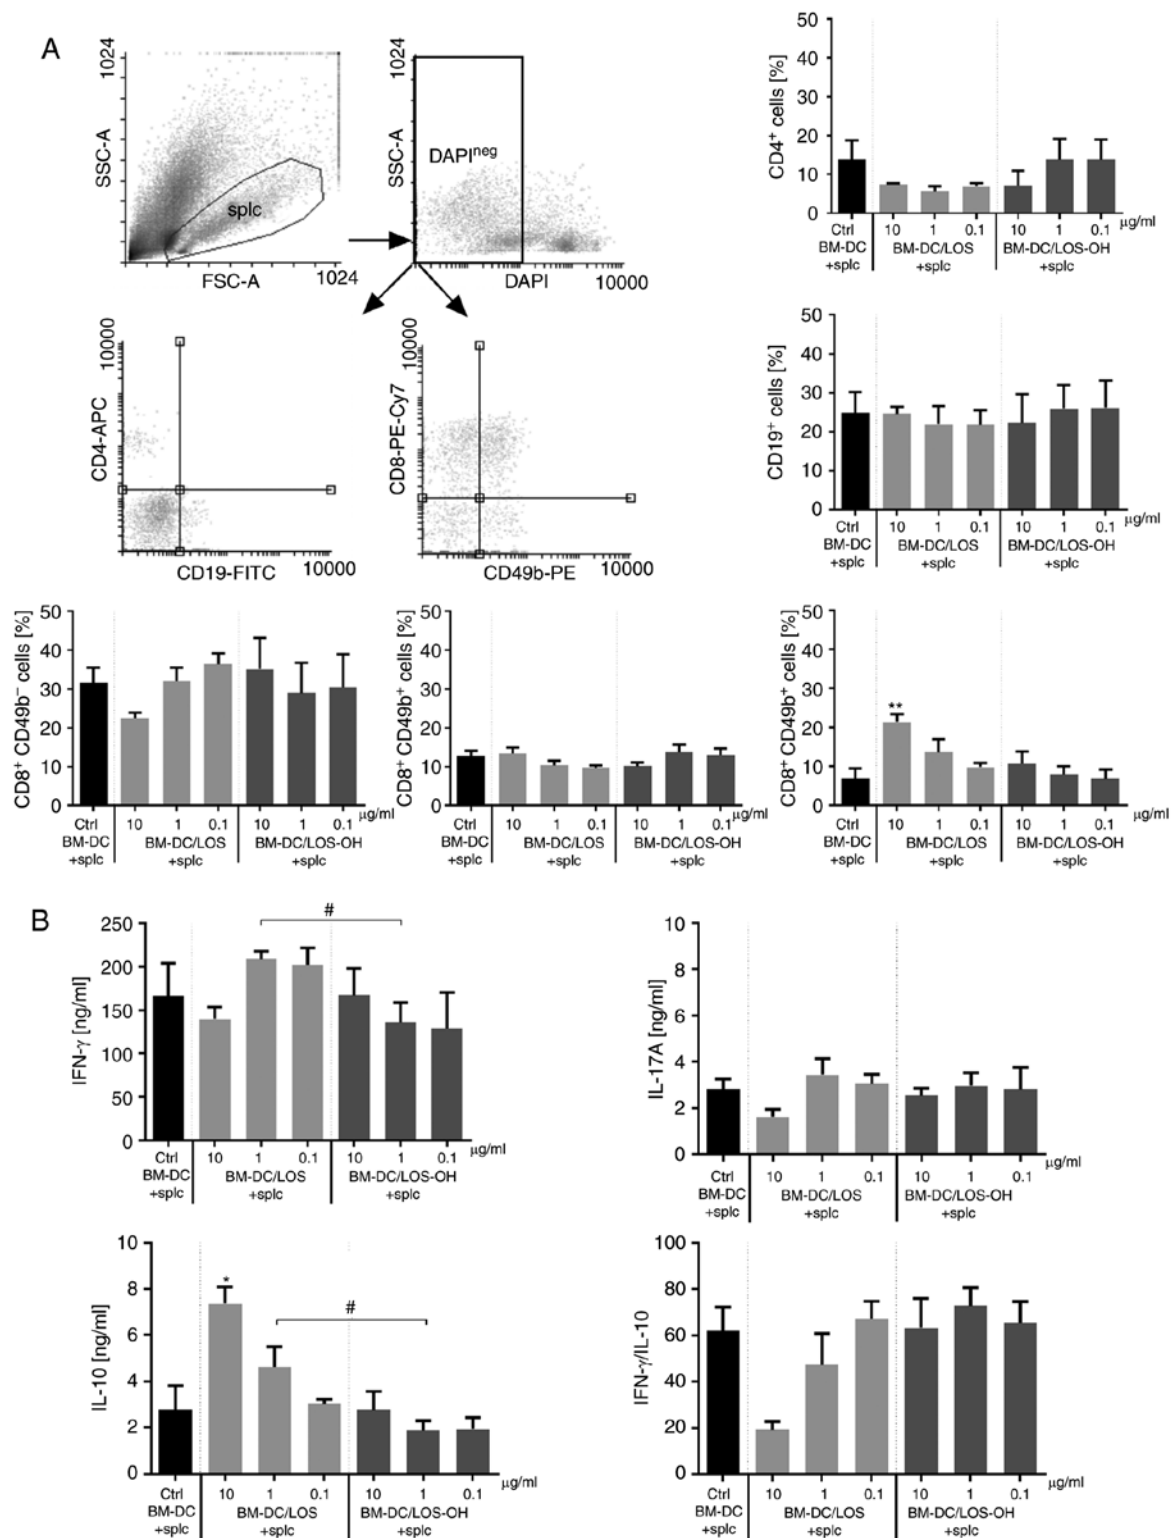 A
1024
SSC-A
splc
FSC-A
1024
1024
SSC-A
DAPIneg
DAPI
10000
10000
CD4-APC
CD19-FITC
10000
10000
CD8-PE-Cy7
CD49b-PE
10000
CD4+ cells [%]
50
40
30
20
10
0
Ctrl 10 1 0.1 10 1 0.1 μg/ml
BM-DC BM-DC/LOS BM-DC/LOS-OH
+splc +splc +splc
CD19+ cells [%]
50
40
30
20
10
0
Ctrl 10 1 0.1 10 1 0.1 μg/ml
BM-DC BM-DC/LOS BM-DC/LOS-OH
+splc +splc +splc
CD8+ CD49b− cells [%]
50
40
30
20
10
0
Ctrl 10 1 0.1 10 1 0.1 μg/ml
BM-DC BM-DC/LOS BM-DC/LOS-OH
+splc +splc +splc
CD8+ CD49b+ cells [%]
50
40
30
20
10
0
Ctrl 10 1 0.1 10 1 0.1 μg/ml
BM-DC BM-DC/LOS BM-DC/LOS-OH
+splc +splc +splc
CD8+ CD49b+ cells [%]
50
40
30
20
10
0
**
Ctrl 10 1 0.1 10 1 0.1 μg/ml
BM-DC BM-DC/LOS BM-DC/LOS-OH
+splc +splc +splc
B
IFN-γ [ng/ml]
250
200
150
100
50
0
#
Ctrl 10 1 0.1 10 1 0.1 μg/ml
BM-DC BM-DC/LOS BM-DC/LOS-OH
+splc +splc +splc
IL-17A [ng/ml]
10
8
6
4
2
0
Ctrl 10 1 0.1 10 1 0.1 μg/ml
BM-DC BM-DC/LOS BM-DC/LOS-OH
+splc +splc +splc
IL-10 [ng/ml]
10
8
6
4
2
0
*
#
Ctrl 10 1 0.1 10 1 0.1 μg/ml
BM-DC BM-DC/LOS BM-DC/LOS-OH
+splc +splc +splc
IFN-γ/IL-10
100
80
60
40
20
0
Ctrl 10 1 0.1 10 1 0.1 μg/ml
BM-DC BM-DC/LOS BM-DC/LOS-OH
+splc +splc +splc